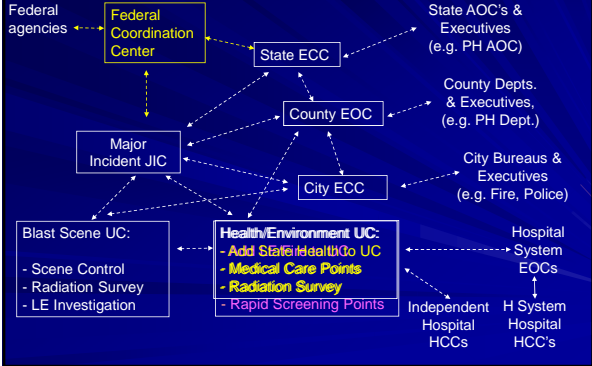 Federal
agencies
Federal
Coordination
Center
State AOC's &
Executives
(e.g. PH AOC)
State ECC
County Depts.
& Executives,
(e.g. PH Dept.)
County EOC
Major
Incident JIC
City Bureaus &
Executives
(e.g. Fire, Police)
City ECC
Blast Scene UC:
- Scene Control
- Radiation Survey
- LE Investigation
Health/Environment UC:
- Add State Health to UC
- Medical Care Points
- Radiation Survey
- Rapid Screening Points
Hospital
System
EOCs
Independent
Hospital
HCCs
H System
Hospital
HCC's